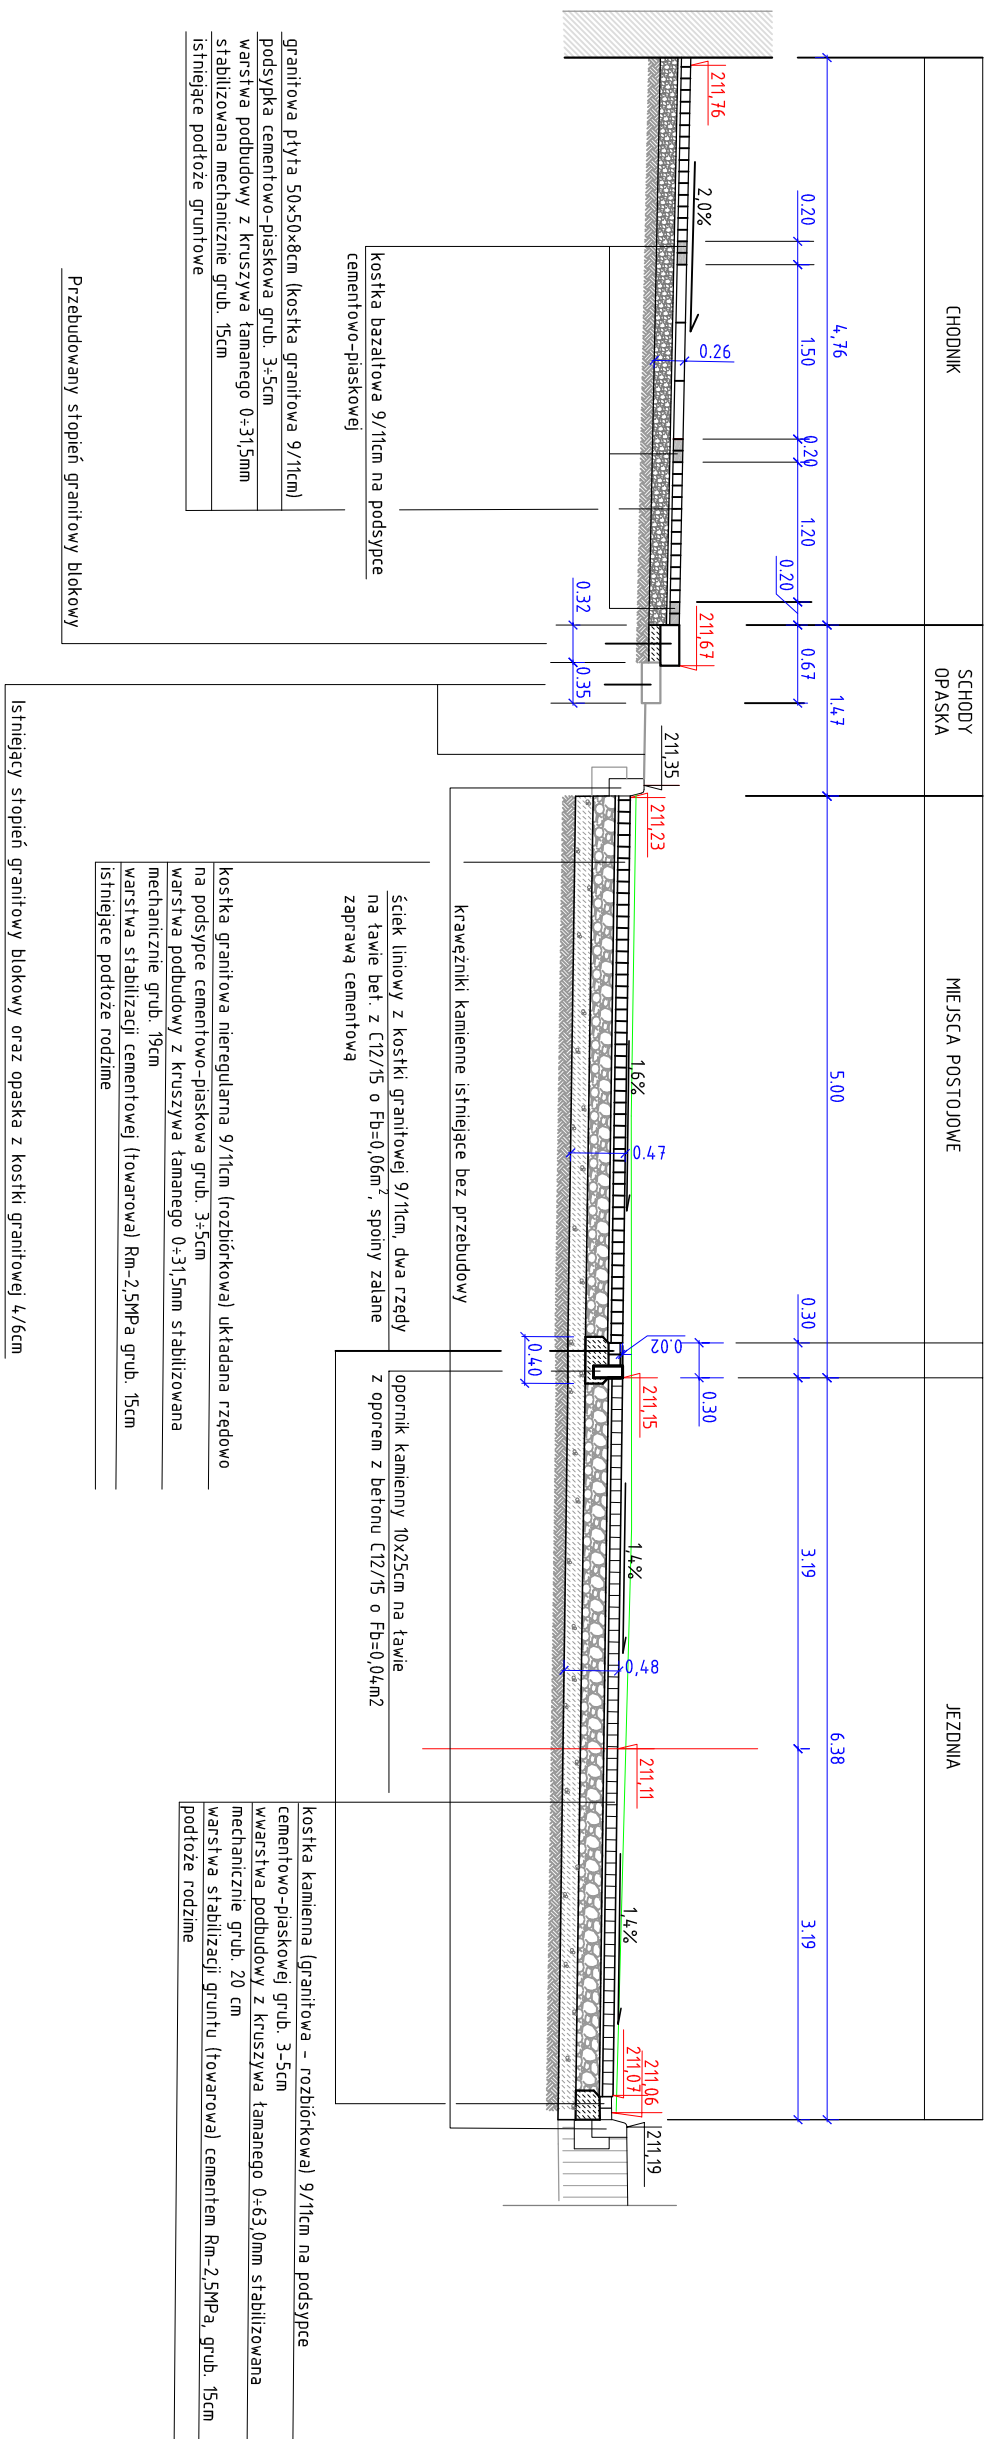 CHODNIK
SCHODY
OPASKA
MIEJSCA POSTOJOWE
JEZDNIA
4,76
1.47
5.00
6.38
0.20
1.50
0.20
1.20
0.20
0.67
0.30
3.19
3.19
211,76
2,0%
0.26
211,67
0.32
0.35
211,35
211,23
1,6%
0.47
0.02
0.30
0.40
211,15
1,4%
0,48
211,11
1,4%
211,06
211,07
211,19
kostka bazaltowa 9/11cm na podsypce
cementowo-piaskowej
granitowa płyta 50x50x8cm (kostka granitowa 9/11cm)
podsypka cementowo-piaskowa grub. 3÷5cm
warstwa podbudowy z kruszywa łamanego 0÷31,5mm
stabilizowana mechanicznie grub. 15cm
istniejące podłoże gruntowe
Przebudowany stopień granitowy blokowy
krawężniki kamienne istniejące bez przebudowy
ściek liniowy z kostki granitowej 9/11cm, dwa rzędy
na ławie bet. z C12/15 o Fb=0,06m², spoiny zalane
zaprawą cementową
opornik kamienny 10x25cm na ławie
z oporem z betonu C12/15 o Fb=0,04m2
kostka granitowa nieregularna 9/11cm (rozbiórkowa) układana rzędowo
na podsypce cementowo-piaskowa grub. 3÷5cm
warstwa podbudowy z kruszywa łamanego 0÷31,5mm stabilizowana
mechanicznie grub. 19cm
warstwa stabilizacji cementowej (towarowa) Rm-2,5MPa grub. 15cm
istniejące podłoże rodzime
Istniejący stopień granitowy blokowy oraz opaska z kostki granitowej 4/6cm
kostka kamienna (granitowa - rozbiórkowa) 9/11cm na podsypce
cementowo-piaskowej grub. 3-5cm
wwarstwa podbudowy z kruszywa łamanego 0÷63,0mm stabilizowana
mechanicznie grub. 20 cm
warstwa stabilizacji gruntu (towarowa) cementem Rm-2,5MPa, grub. 15cm
podłoże rodzime